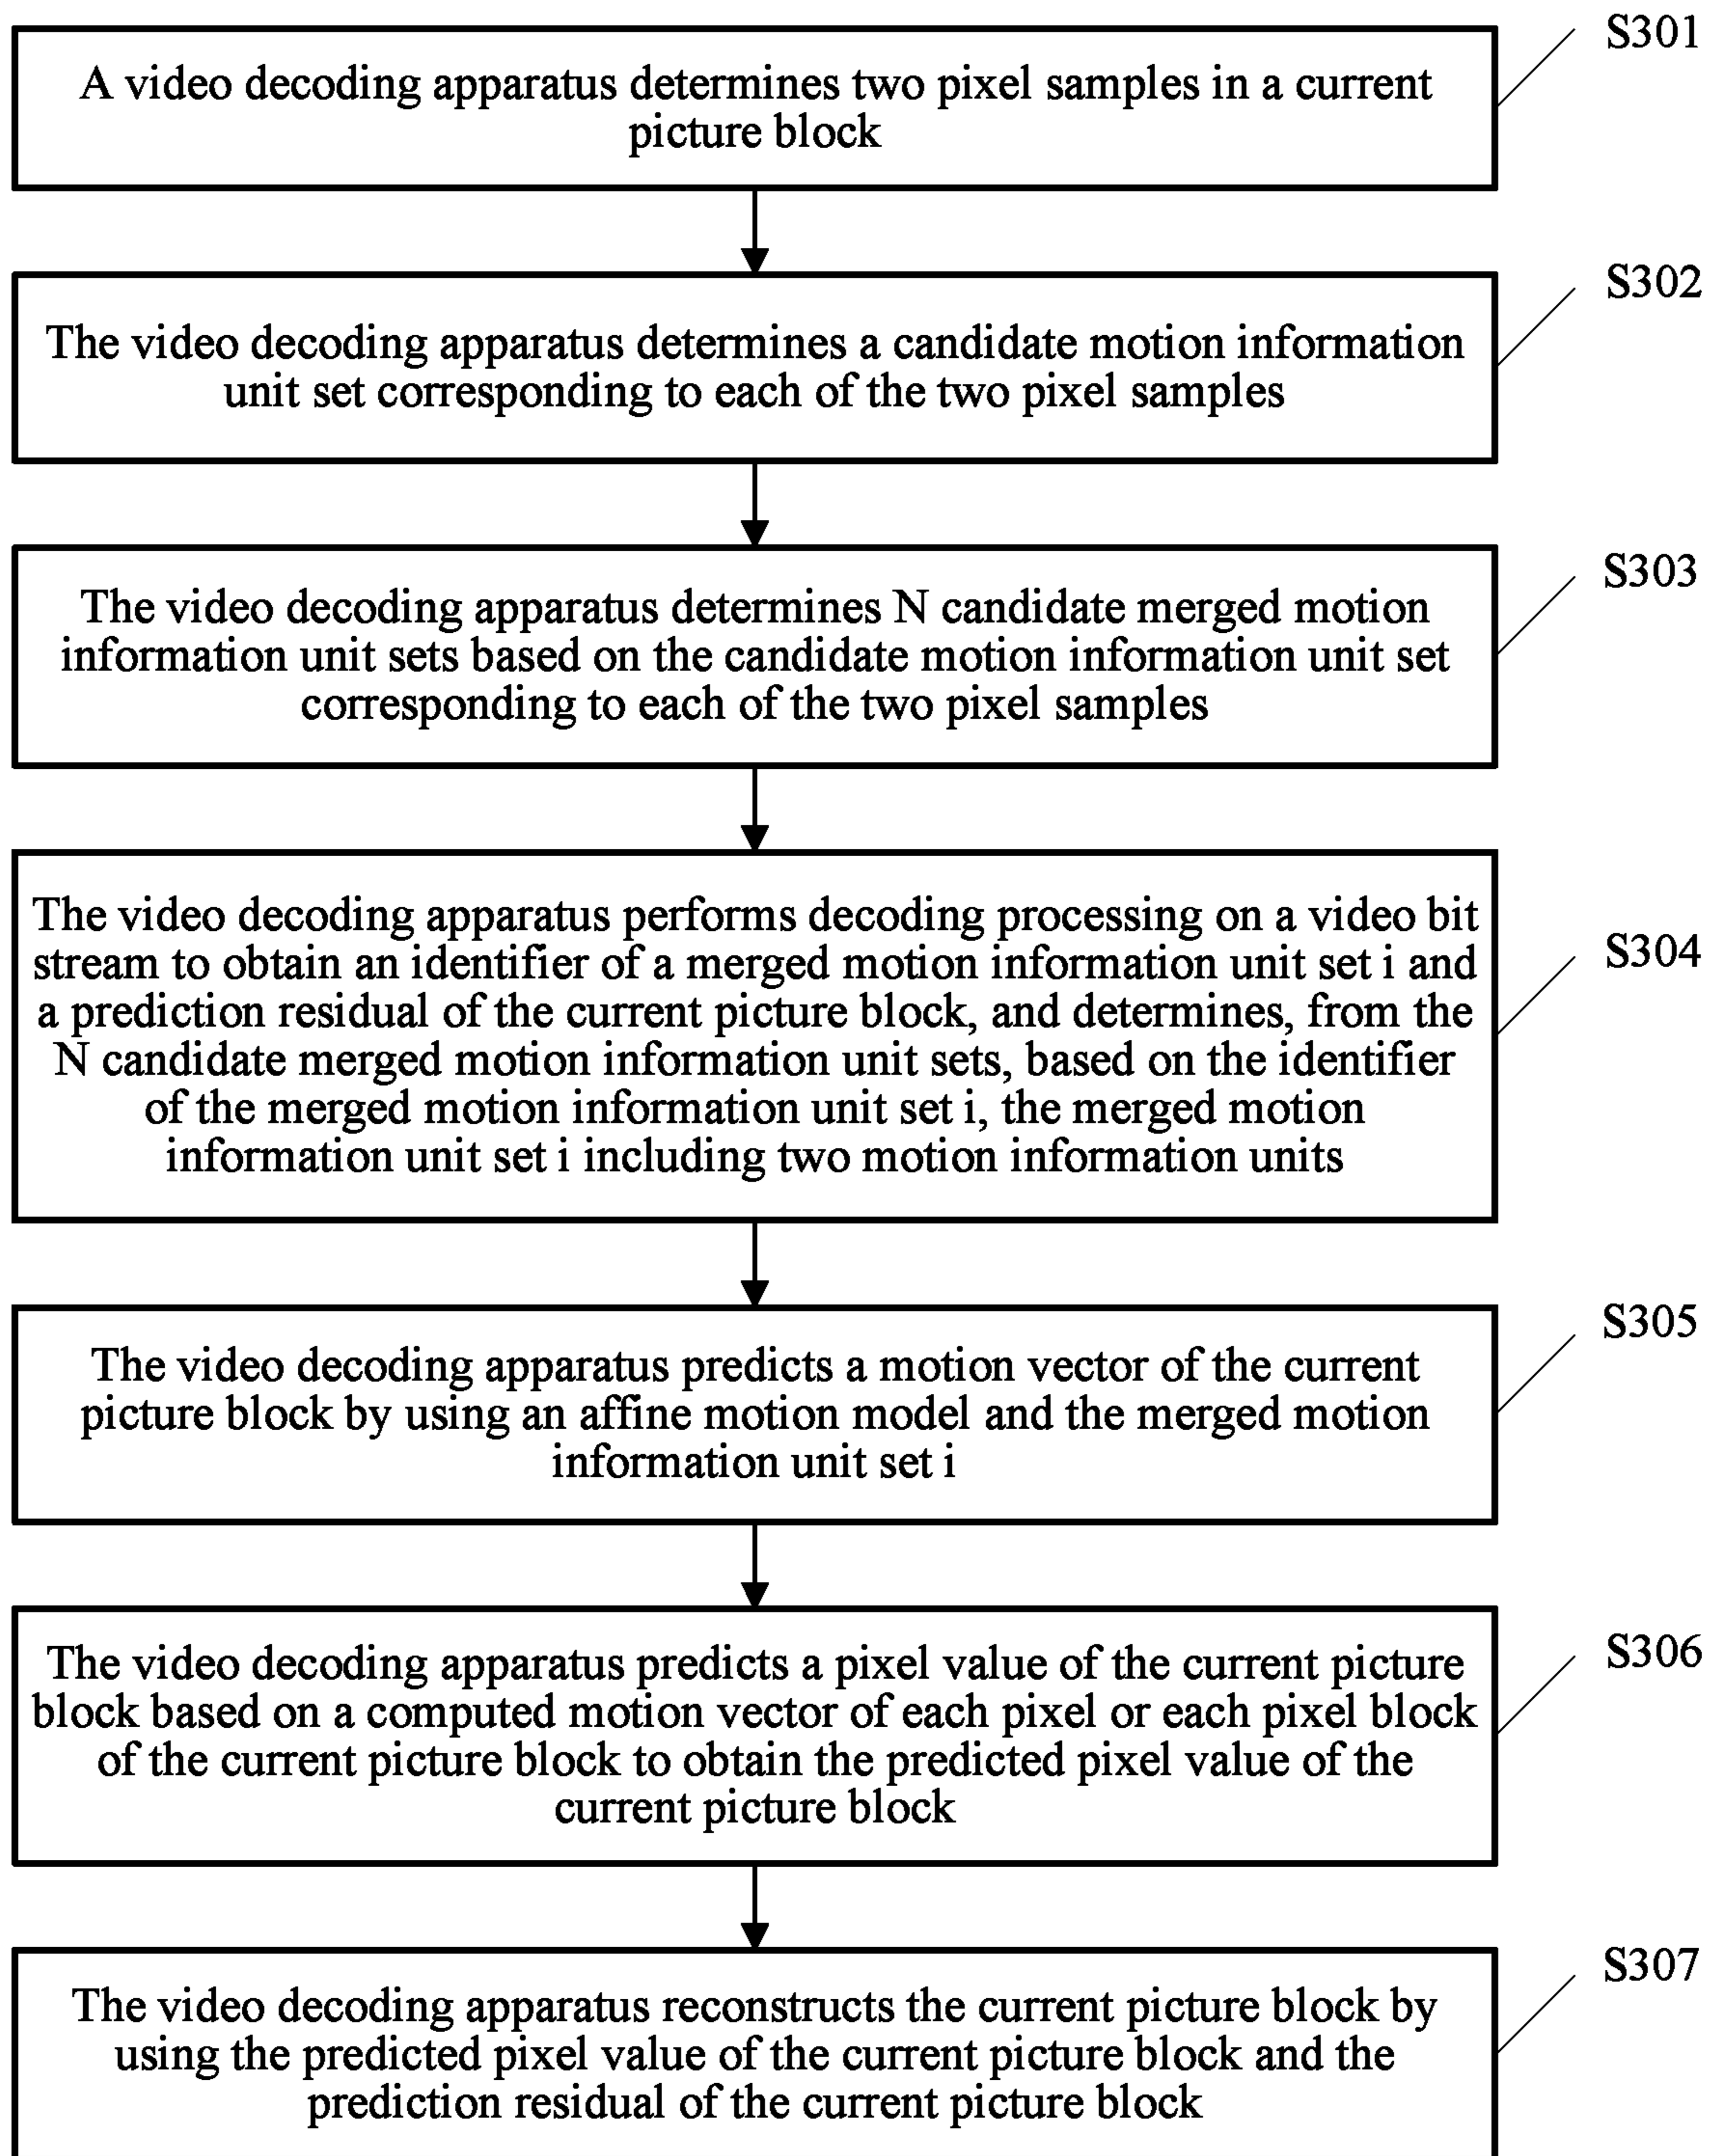 S301
A video decoding apparatus determines two pixel samples in a current
picture block
S302
The video decoding apparatus determines a candidate motion information
unit set corresponding to each of the two pixel samples
S303
The video decoding apparatus determines N candidate merged motion
information unit sets based on the candidate motion information unit set
corresponding to each of the two pixel samples
S304
The video decoding apparatus performs decoding processing on a video bit
stream to obtain an identifier of a merged motion information unit set i and
a prediction residual of the current picture block, and determines, from the
N candidate merged motion information unit sets, based on the identifier
of the merged motion information unit set i, the merged motion
information unit set i including two motion information units
S305
The video decoding apparatus predicts a motion vector of the current
picture block by using an affine motion model and the merged motion
information unit set i
S306
The video decoding apparatus predicts a pixel value of the current picture
block based on a computed motion vector of each pixel or each pixel block
of the current picture block to obtain the predicted pixel value of the
current picture block
S307
The video decoding apparatus reconstructs the current picture block by
using the predicted pixel value of the current picture block and the
prediction residual of the current picture block